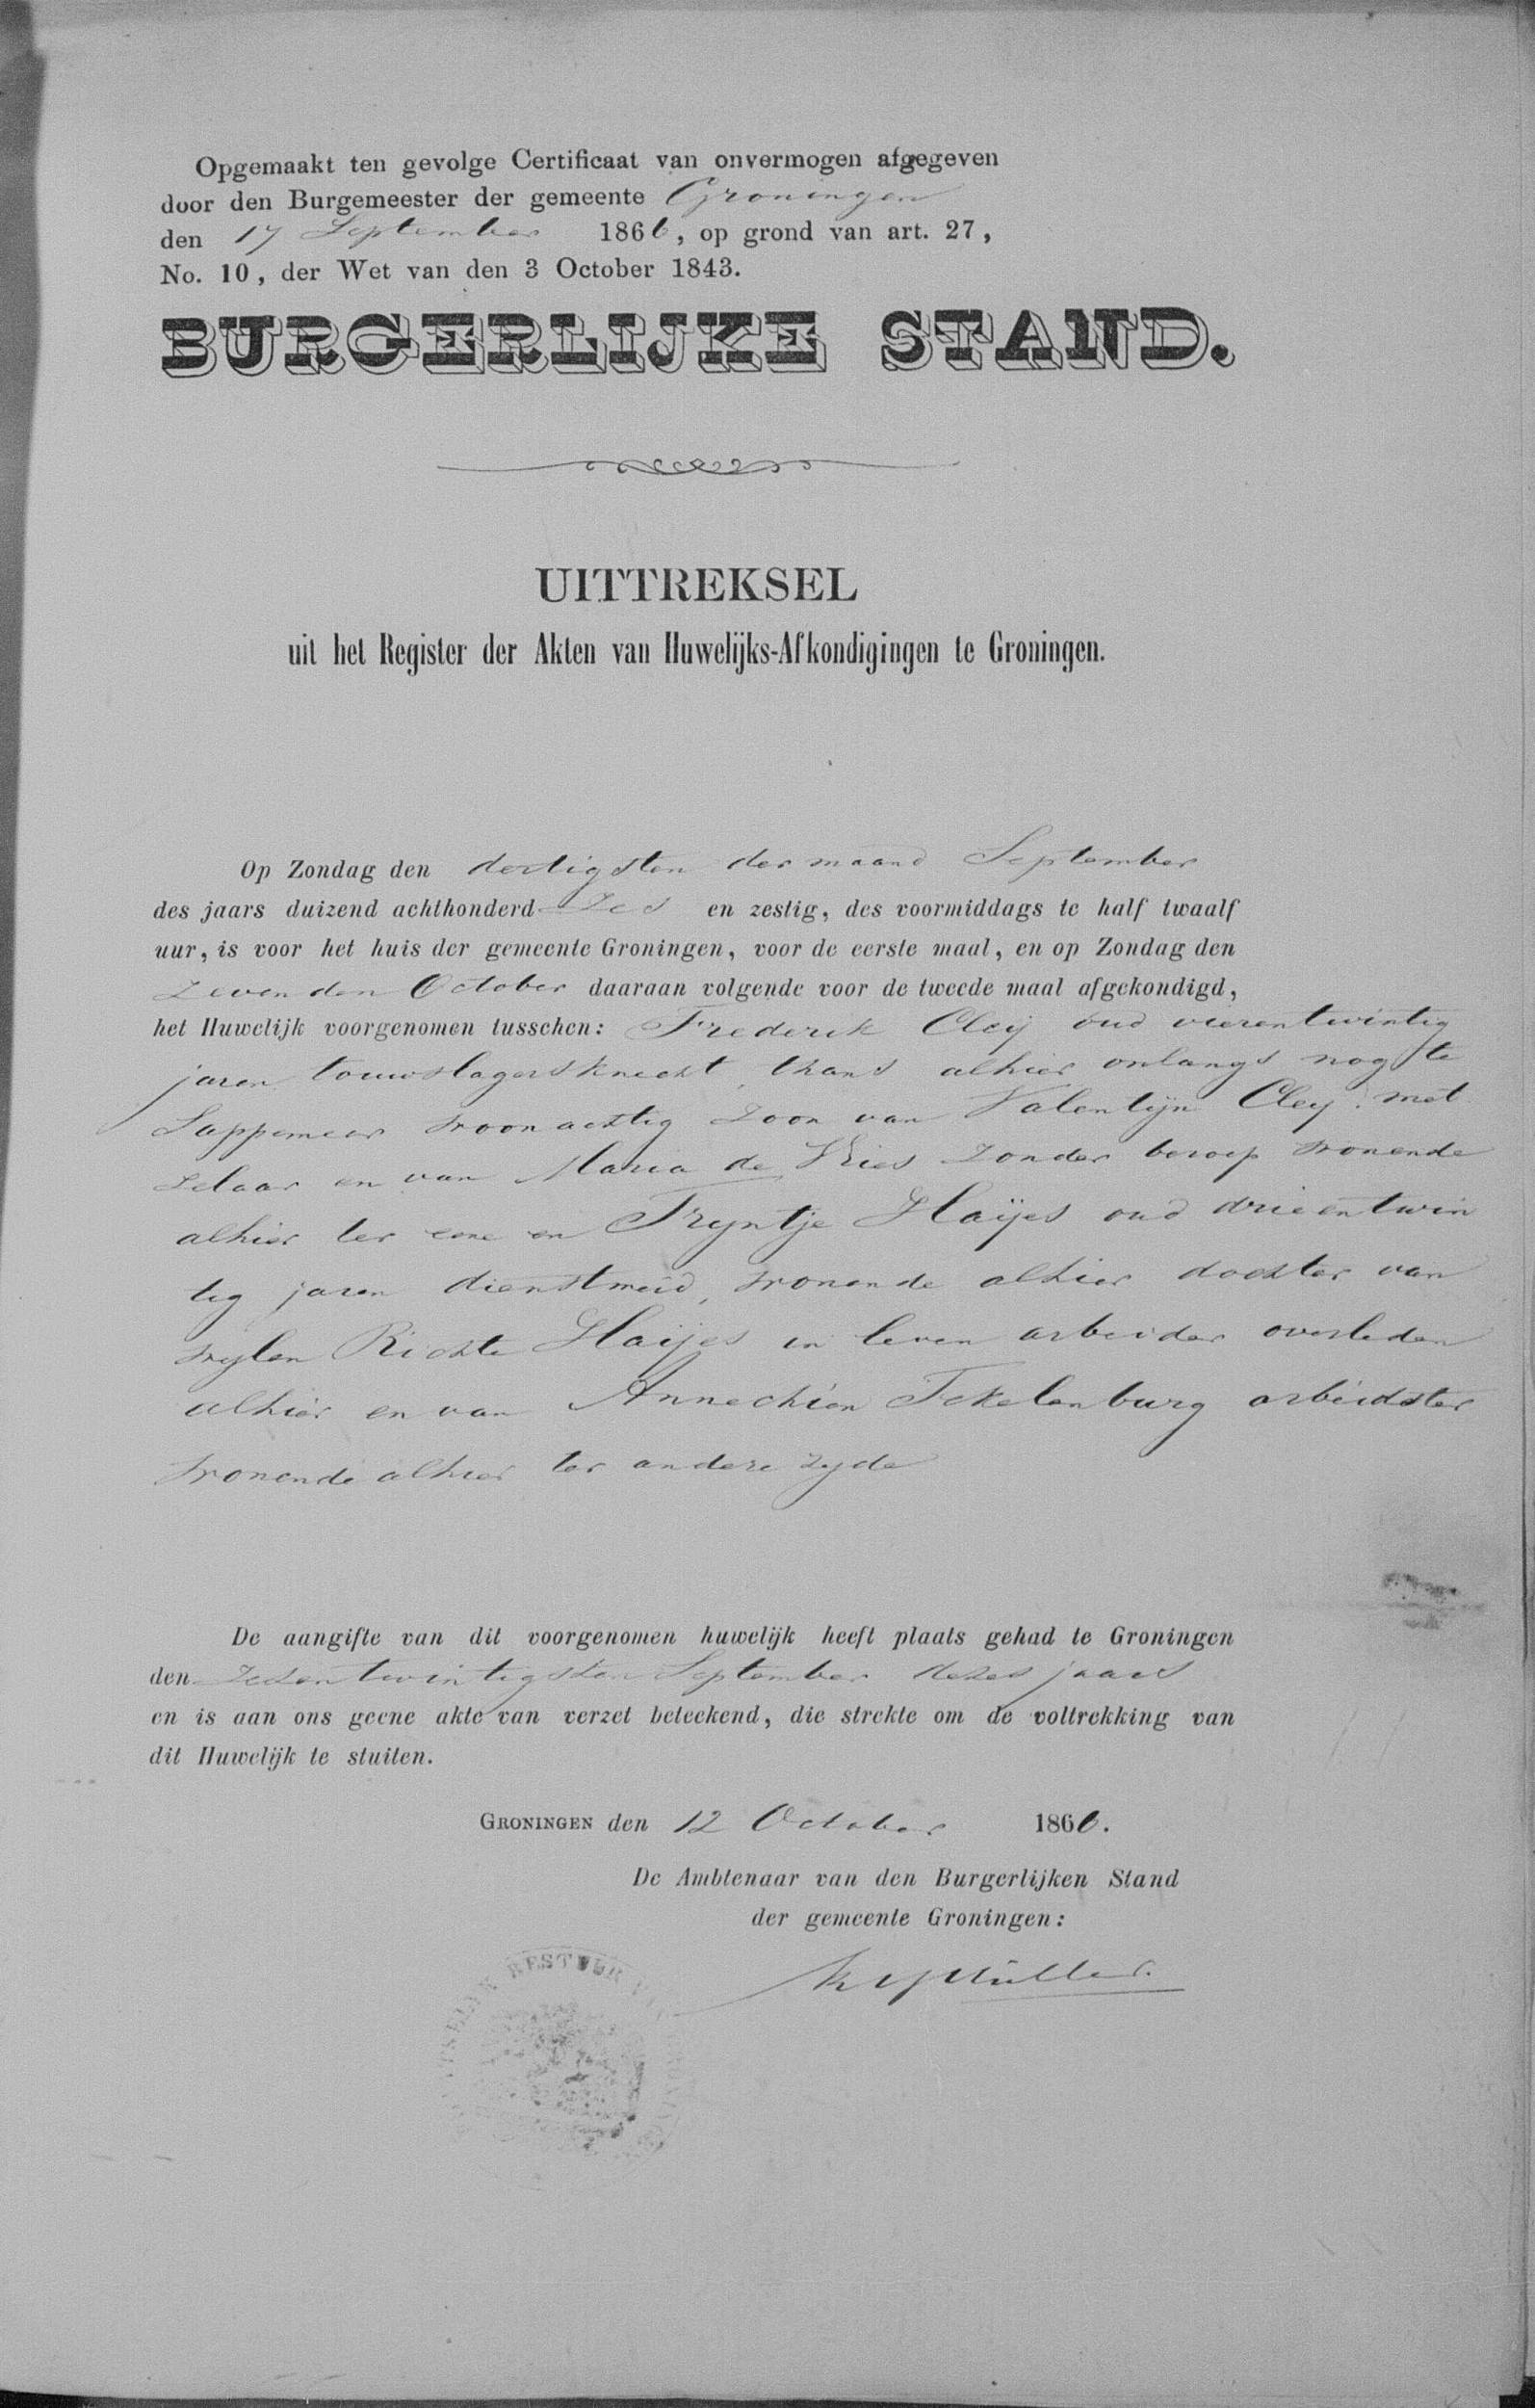 Opgemaakt ten gevolge Certificaat van onvermogen afgegeven
door den Burgemeester der gemeente Groningen
den 17 September 1866, op grond van art. 27,
No. 10, der Wet van den 3 October 1843.
BURGERLIJKE STAND.
UITTREKSEL
uit het Register der Akten van Huwelijks-Afkondigingen te Groningen.
Op Zondag den dertigsten der maand September
des jaars duizend achthonderd zes en zestig, des voormiddags te half twaalf
uur, is voor het huis der gemeente Groningen, voor de eerste maal, en op Zondag den
zevenden October daaraan volgende voor de tweede maal afgekondigd,
het Huwelijk voorgenomen tusschen: Frederik Cleij oud vierentwintig
jaren touwslagersknecht, thans alhier onlangs nog te
Sappemeer woonachtig zoon van Valentijn Cleij met
selaar en van Maria de Vries zonder beroep wonende
alhier ter eene en Tryntje Haijes oud drieentwin
tig jaren dienstmeid, wonende alhier dochter van
wylen Richte Haijes in leven arbeider overleden
alhier en van Annechien Tekelenburg arbeidster
wonende alhier ter andere zyde
De aangifte van dit voorgenomen huwelijk heeft plaats gehad te Groningen
den zesentwintigsten September dezes jaars
en is aan ons geene akte van verzet beteekend, die strekte om de voltrekking van
dit Huwelijk te stuiten.
GRONINGEN den 12 October 1866.
De Ambtenaar van den Burgerlijken Stand
der gemeente Groningen:
Müller.
BESTUUR